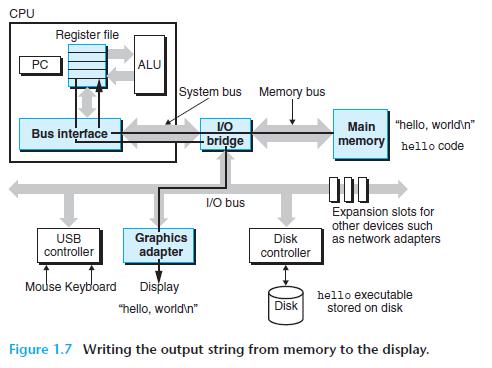 CPU
Register file
PC
ALU
System bus
Memory bus
Bus interface
I/O
bridge
Main
memory
"hello, world\n"
hello code
I/O bus
Expansion slots for
other devices such
as network adapters
USB
controller
Graphics
adapter
Disk
controller
Mouse Keyboard
Display
"hello, world\n"
Disk
hello executable
stored on disk
Figure 1.7 Writing the output string from memory to the display.